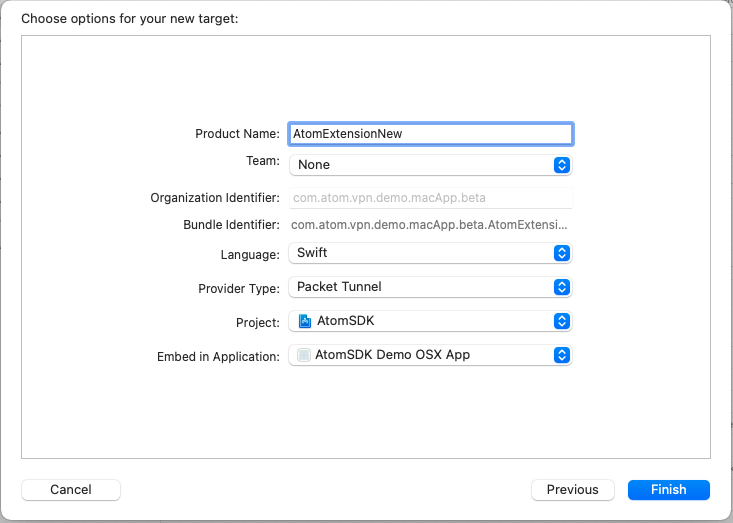 Choose options for your new target:
Product Name: AtomExtensionNew
Team: None
Organization Identifier: com.atom.vpn.demo.macApp.beta
Bundle Identifier: com.atom.vpn.demo.macApp.beta.AtomExtensi...
Language: Swift
Provider Type: Packet Tunnel
Project: AtomSDK
Embed in Application: AtomSDK Demo OSX App
Cancel Previous Finish